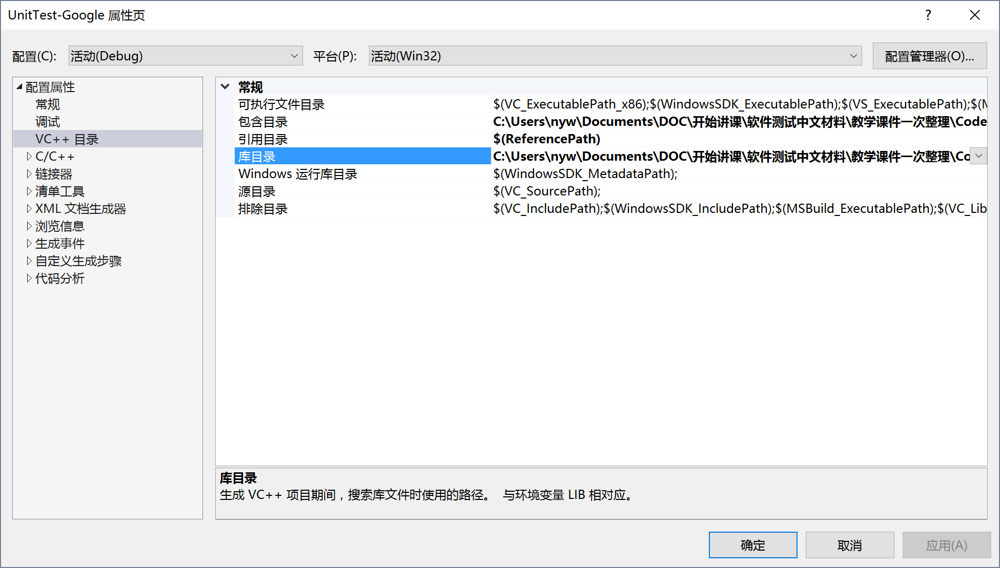 UnitTest-Google 属性页
配置(C): 活动(Debug) 平台(P): 活动(Win32) 配置管理器(O)...
配置属性
常规
调试
VC++ 目录
C/C++
链接器
清单工具
XML 文档生成器
浏览信息
生成事件
自定义生成步骤
代码分析
常规
可执行文件目录 $(VC_ExecutablePath_x86);$(WindowsSDK_ExecutablePath);$(VS_ExecutablePath);$(M
包含目录 C:\Users\nyw\Documents\DOC\开始讲课\软件测试中文材料\教学课件一次整理\Code
引用目录 $(ReferencePath)
库目录 C:\Users\nyw\Documents\DOC\开始讲课\软件测试中文材料\教学课件一次整理\Co
Windows 运行库目录 $(WindowsSDK_MetadataPath);
源目录 $(VC_SourcePath);
排除目录 $(VC_IncludePath);$(WindowsSDK_IncludePath);$(MSBuild_ExecutablePath);$(VC_Lib
库目录
生成 VC++ 项目期间，搜索库文件时使用的路径。 与环境变量 LIB 相对应。
确定 取消 应用(A)